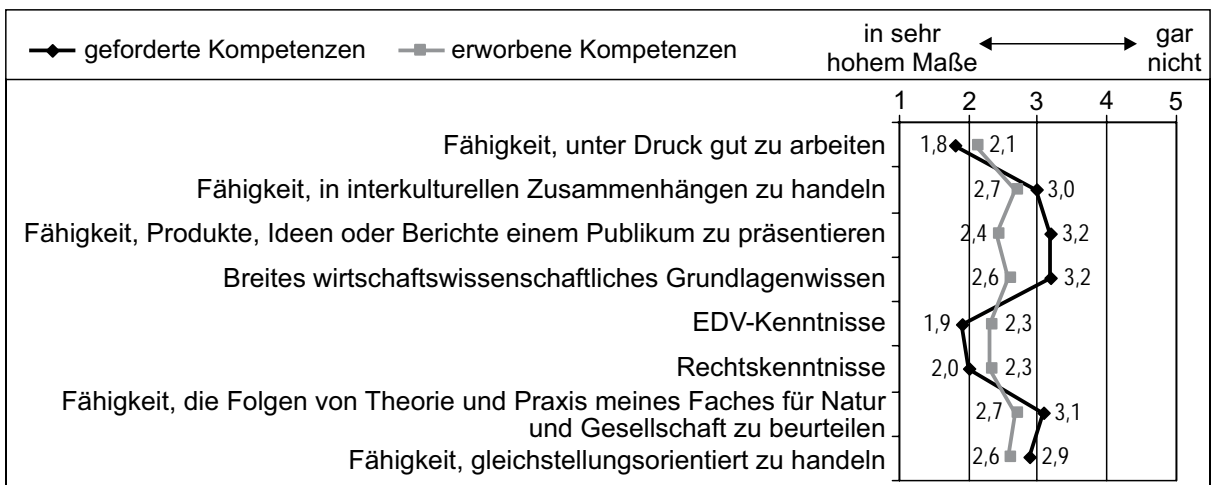 geforderte Kompetenzen erworbene Kompetenzen in sehr hohem Maße gar nicht
1 2 3 4 5
Fähigkeit, unter Druck gut zu arbeiten 1,8 2,1
Fähigkeit, in interkulturellen Zusammenhängen zu handeln 2,7 3,0
Fähigkeit, Produkte, Ideen oder Berichte einem Publikum zu präsentieren 2,4 3,2
Breites wirtschaftswissenschaftliches Grundlagenwissen 2,6 3,2
EDV-Kenntnisse 1,9 2,3
Rechtskenntnisse 2,0 2,3
Fähigkeit, die Folgen von Theorie und Praxis meines Faches für Natur
und Gesellschaft zu beurteilen 2,7 3,1
Fähigkeit, gleichstellungsorientiert zu handeln 2,6 2,9